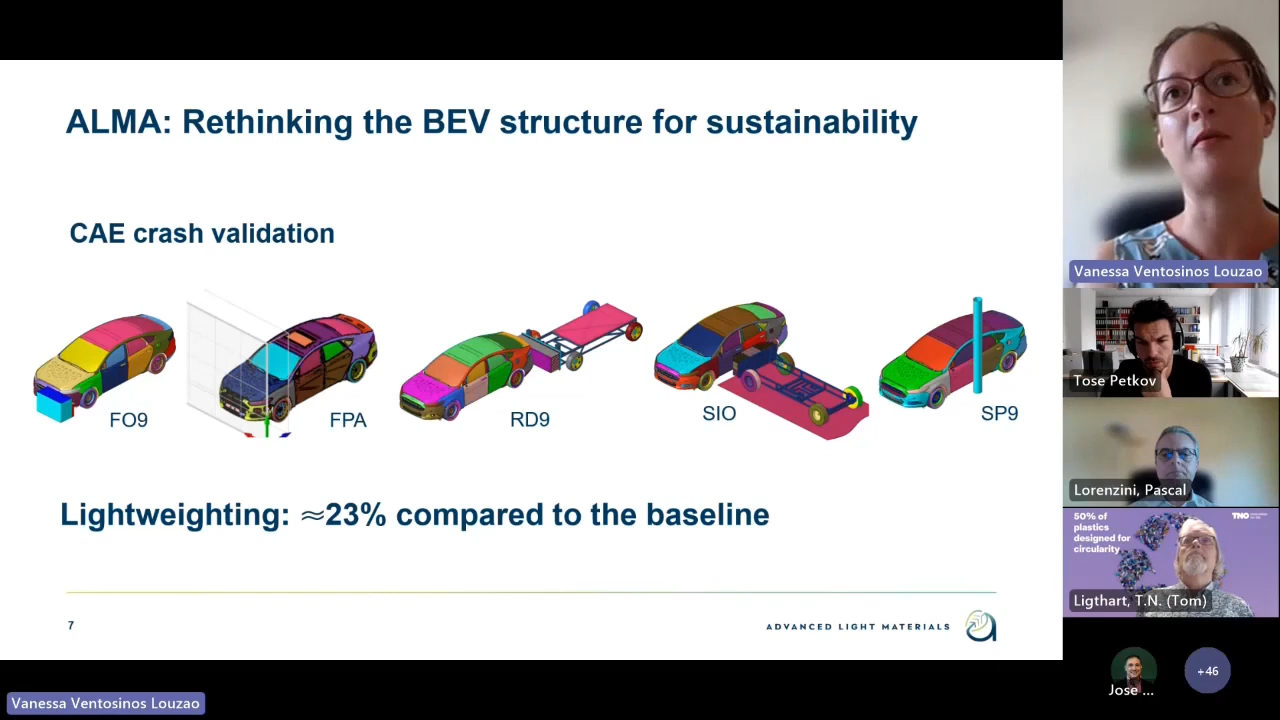 ALMA: Rethinking the BEV structure for sustainability
CAE crash validation
FO9
FPA
RD9
SIO
SP9
Lightweighting: ≈23% compared to the baseline
7
ADVANCED LIGHT MATERIALS
Vanessa Ventosinos Louzao
Tose Petkov
Lorenzini, Pascal
50% of
plastics
designed for
circularity
TNO
Ligthart, T.N. (Tom)
Jose ...
+46
Vanessa Ventosinos Louzao